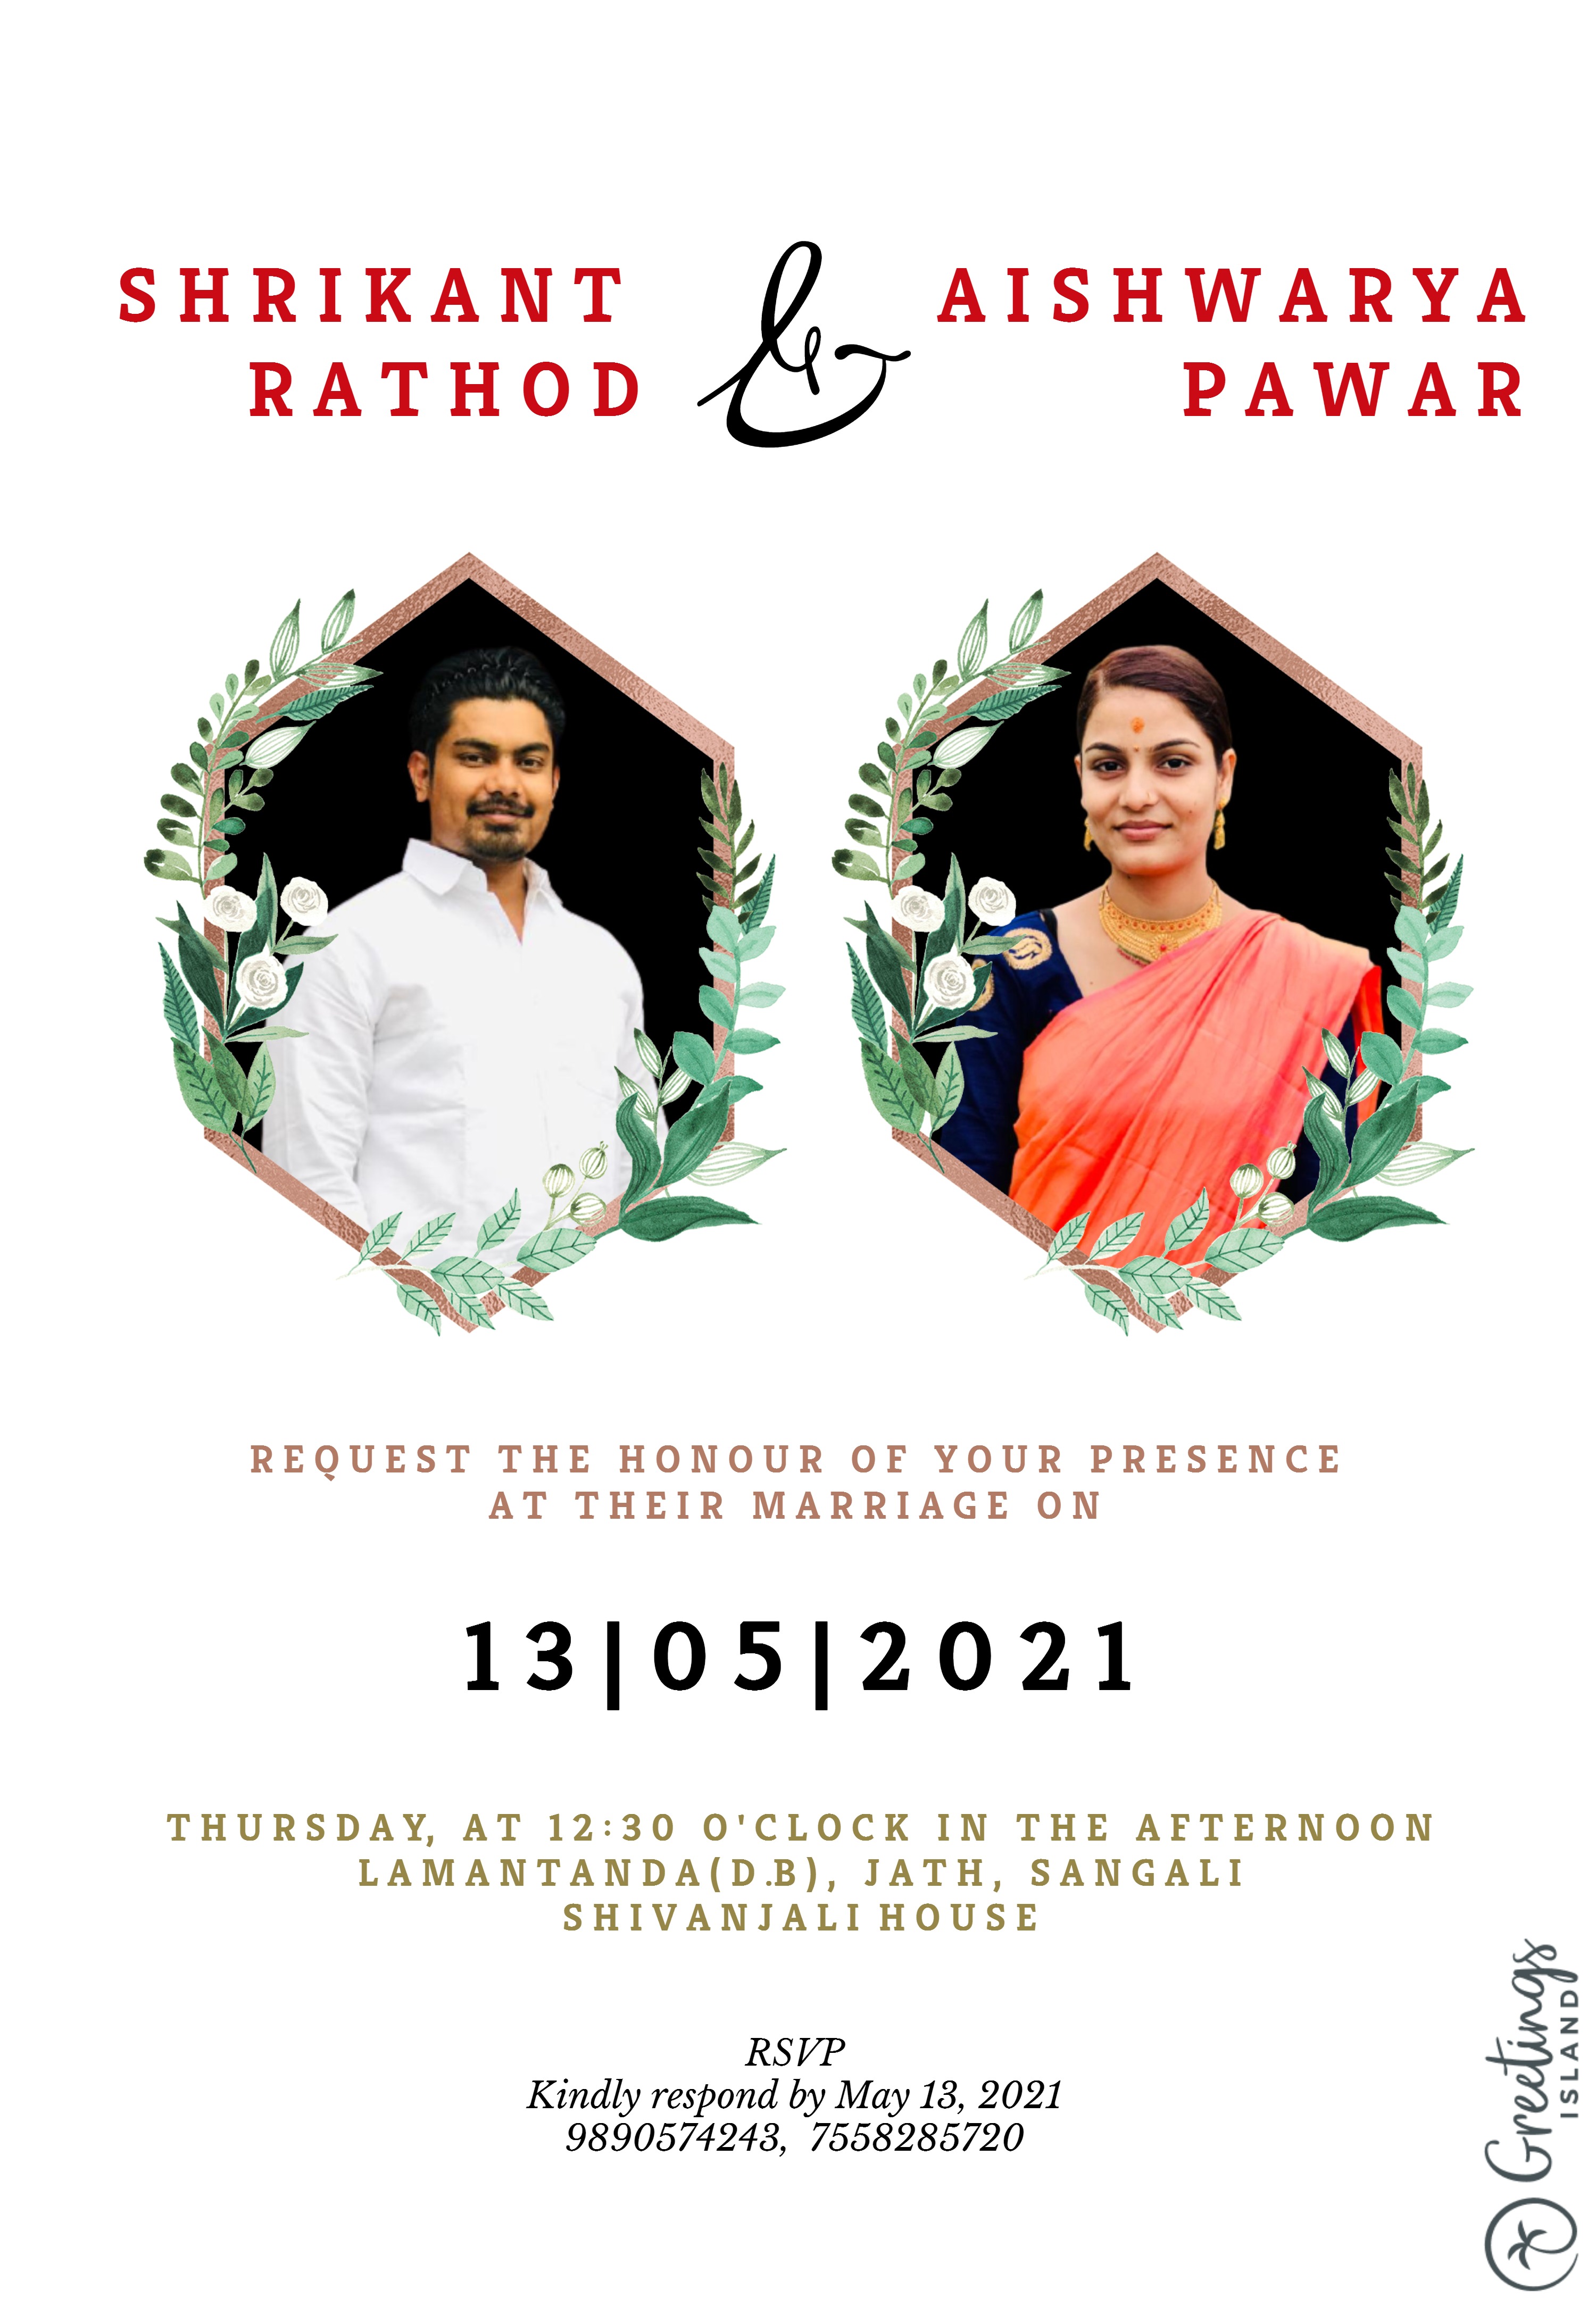 SHRIKANT
RATHOD
&
AISHWARYA
PAWAR
REQUEST THE HONOUR OF YOUR PRESENCE
AT THEIR MARRIAGE ON
13|05|2021
THURSDAY, AT 12:30 O'CLOCK IN THE AFTERNOON
LAMANTANDA(D.B), JATH, SANGALI
SHIVANJALI HOUSE
RSVP
Kindly respond by May 13, 2021
9890574243, 7558285720
Greetings
ISLAND